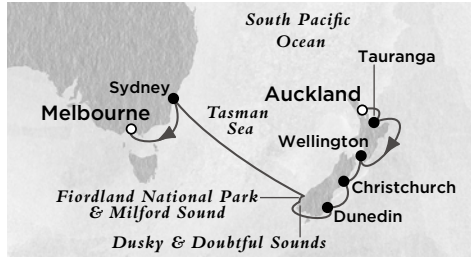 South Pacific
Ocean
Tauranga
Sydney
Auckland
Melbourne
Tasman
Sea
Wellington
Fiordland National Park
& Milford Sound
Christchurch
Dunedin
Dusky & Doubtful Sounds